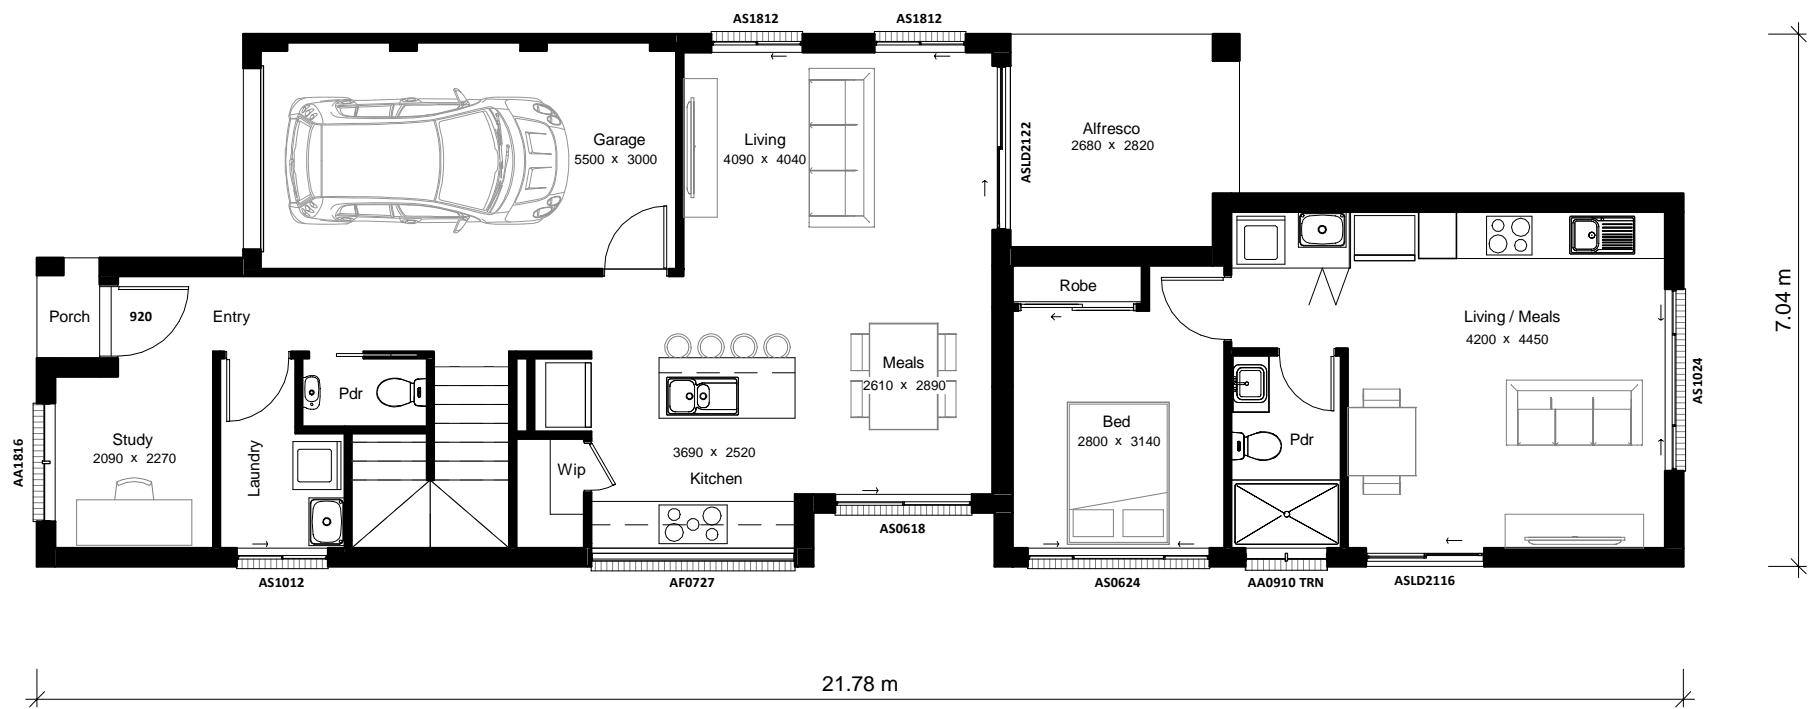 AS1812
AS1812
Garage
5500 x 3000
Living
4090 x 4040
ASLD2122
Alfresco
2680 x 2820
7.04 m
Porch
920
Entry
Robe
Living / Meals
4200 x 4450
Meals
2610 x 2890
Pdr
AS1024
Study
2090 x 2270
AA1816
Laundry
Wip
3690 x 2520
Kitchen
Bed
2800 x 3140
Pdr
AS0618
AS1012
AF0727
AS0624
AA0910 TRN
ASLD2116
21.78 m